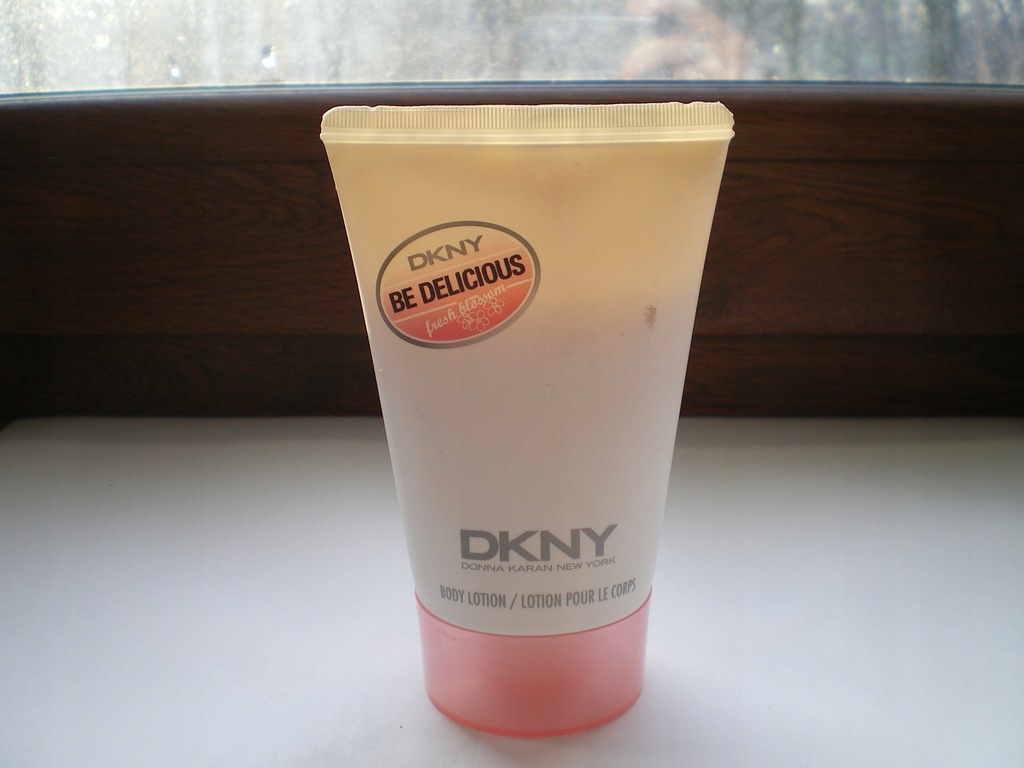 DKNY
BE DELICIOUS
fresh blossom
DKNY
DONNA KARAN NEW YORK
BODY LOTION / LOTION POUR LE CORPS